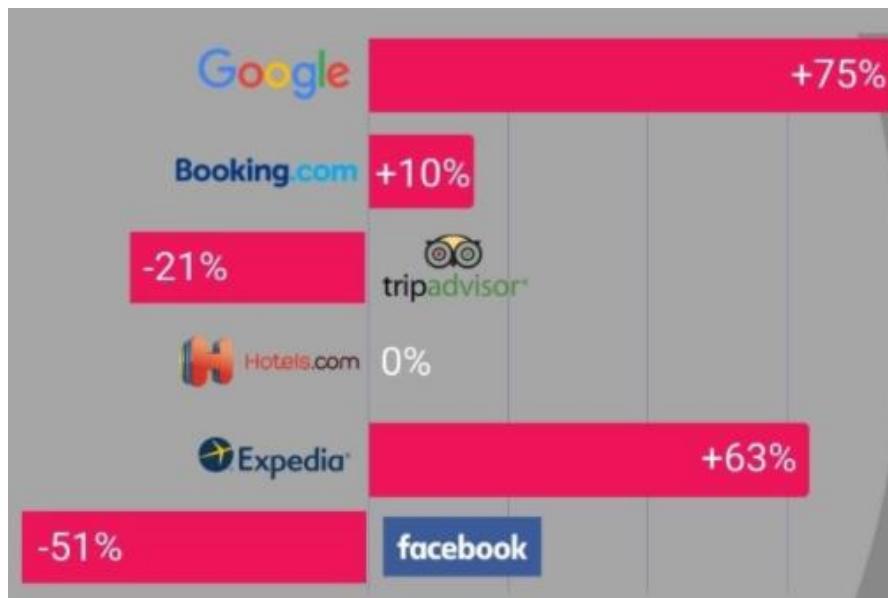 Google +75%
Booking.com +10%
-21% tripadvisor®
Hotels.com 0%
Expedia® +63%
-51% facebook